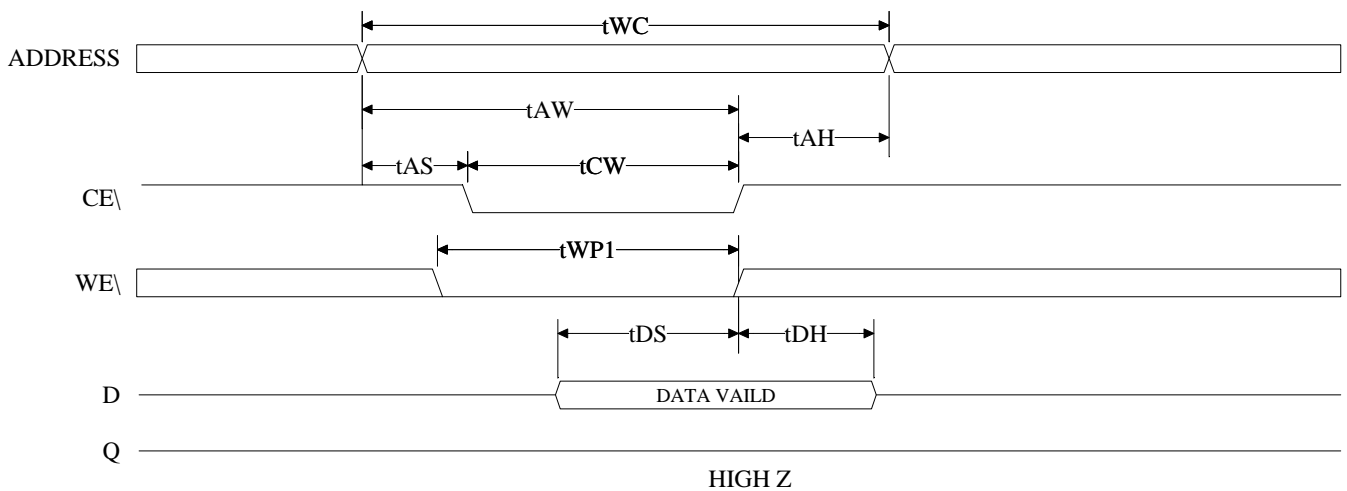 tWC
ADDRESS
tAW
tAH
tAS
tCW
CE\
tWP1
WE\
tDS
tDH
D
DATA VAILD
Q
HIGH Z